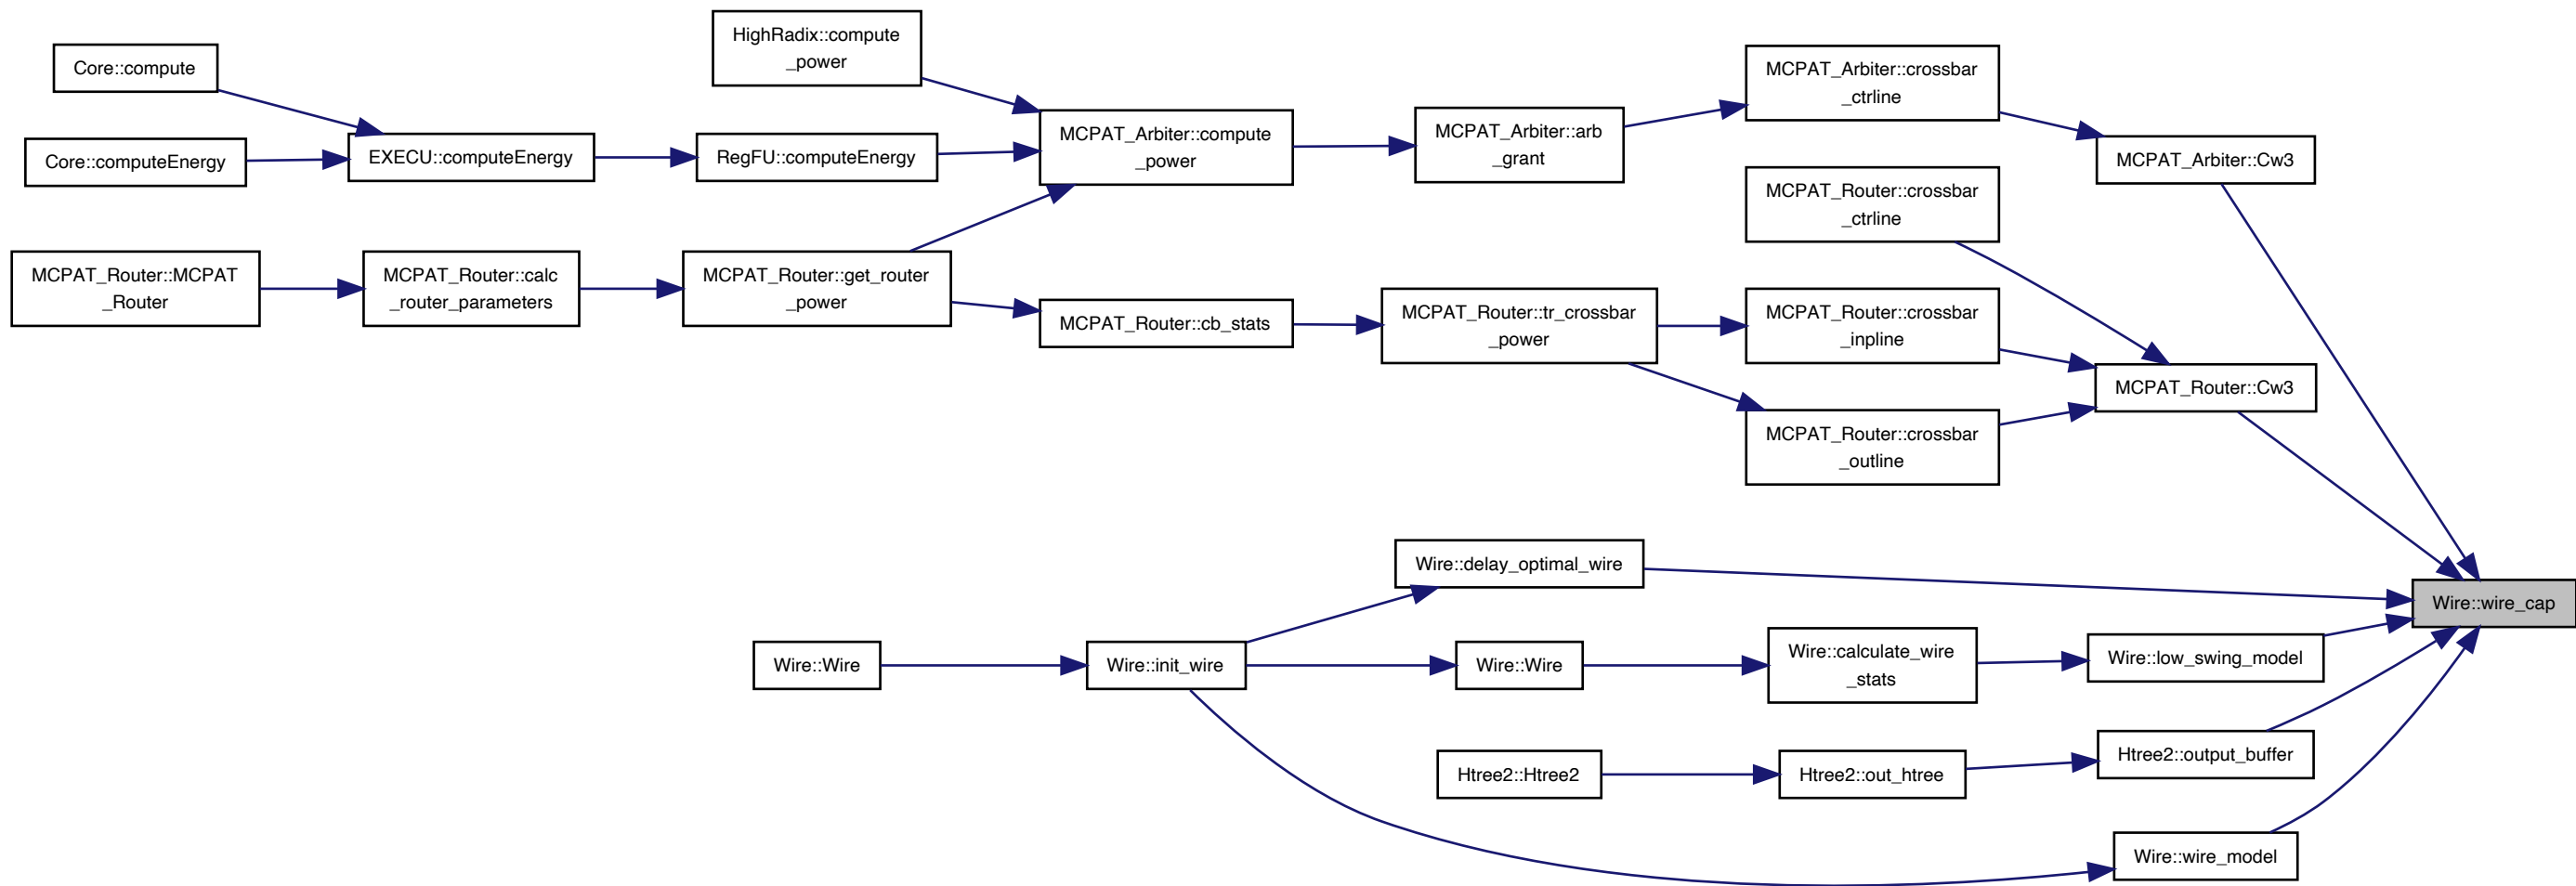 HighRadix::compute
_power
Core::compute
MCPAT_Arbiter::crossbar
_ctrline
Core::computeEnergy
EXECU::computeEnergy
RegFU::computeEnergy
MCPAT_Arbiter::compute
_power
MCPAT_Arbiter::arb
_grant
MCPAT_Arbiter::Cw3
MCPAT_Router::crossbar
_ctrline
MCPAT_Router::MCPAT
_Router
MCPAT_Router::calc
_router_parameters
MCPAT_Router::get_router
_power
MCPAT_Router::cb_stats
MCPAT_Router::tr_crossbar
_power
MCPAT_Router::crossbar
_inpline
MCPAT_Router::Cw3
MCPAT_Router::crossbar
_outline
Wire::delay_optimal_wire
Wire::wire_cap
Wire::Wire
Wire::init_wire
Wire::Wire
Wire::calculate_wire
_stats
Wire::low_swing_model
Htree2::Htree2
Htree2::out_htree
Htree2::output_buffer
Wire::wire_model